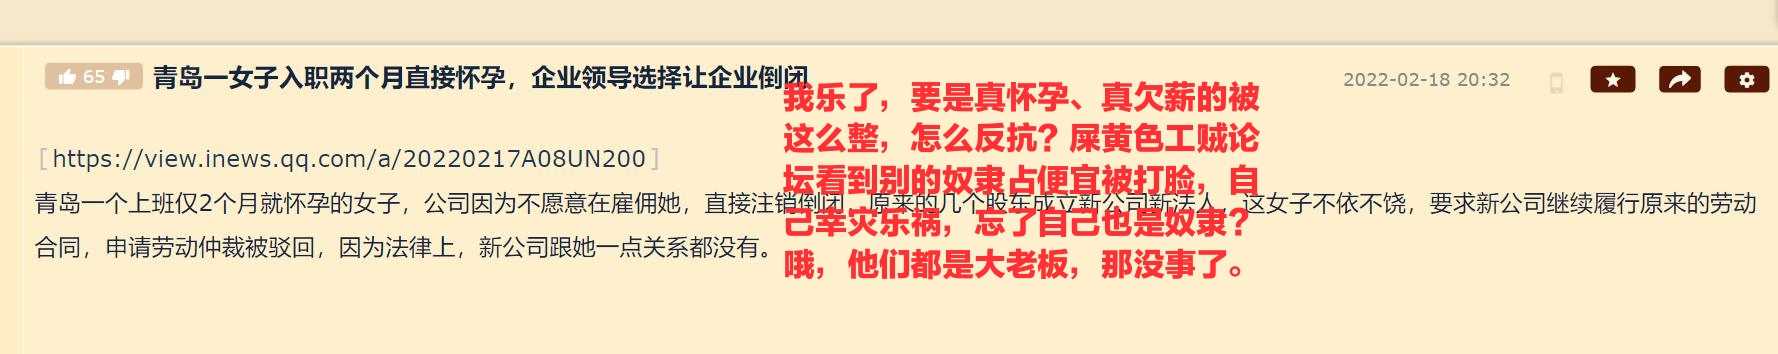 65
青岛一女子入职两个月直接怀孕，企业领导选择让企业倒闭
2022-02-18 20:32
我乐了，要是真怀孕、真欠薪的被
这么整，怎么反抗？屎黄色工贼论
坛看到别的奴隶占便宜被打脸，自
己幸灾乐祸，忘了自己也是奴隶？
哦，他们都是大老板，那没事了。
[https://view.inews.qq.com/a/20220217A08UN200]
青岛一个上班仅2个月就怀孕的女子，公司因为不愿意在雇佣她，直接注销倒闭，原来的几个股东成立新公司新法人，这女子不依不饶，要求新公司继续履行原来的劳动
合同，申请劳动仲裁被驳回，因为法律上，新公司跟她一点关系都没有。